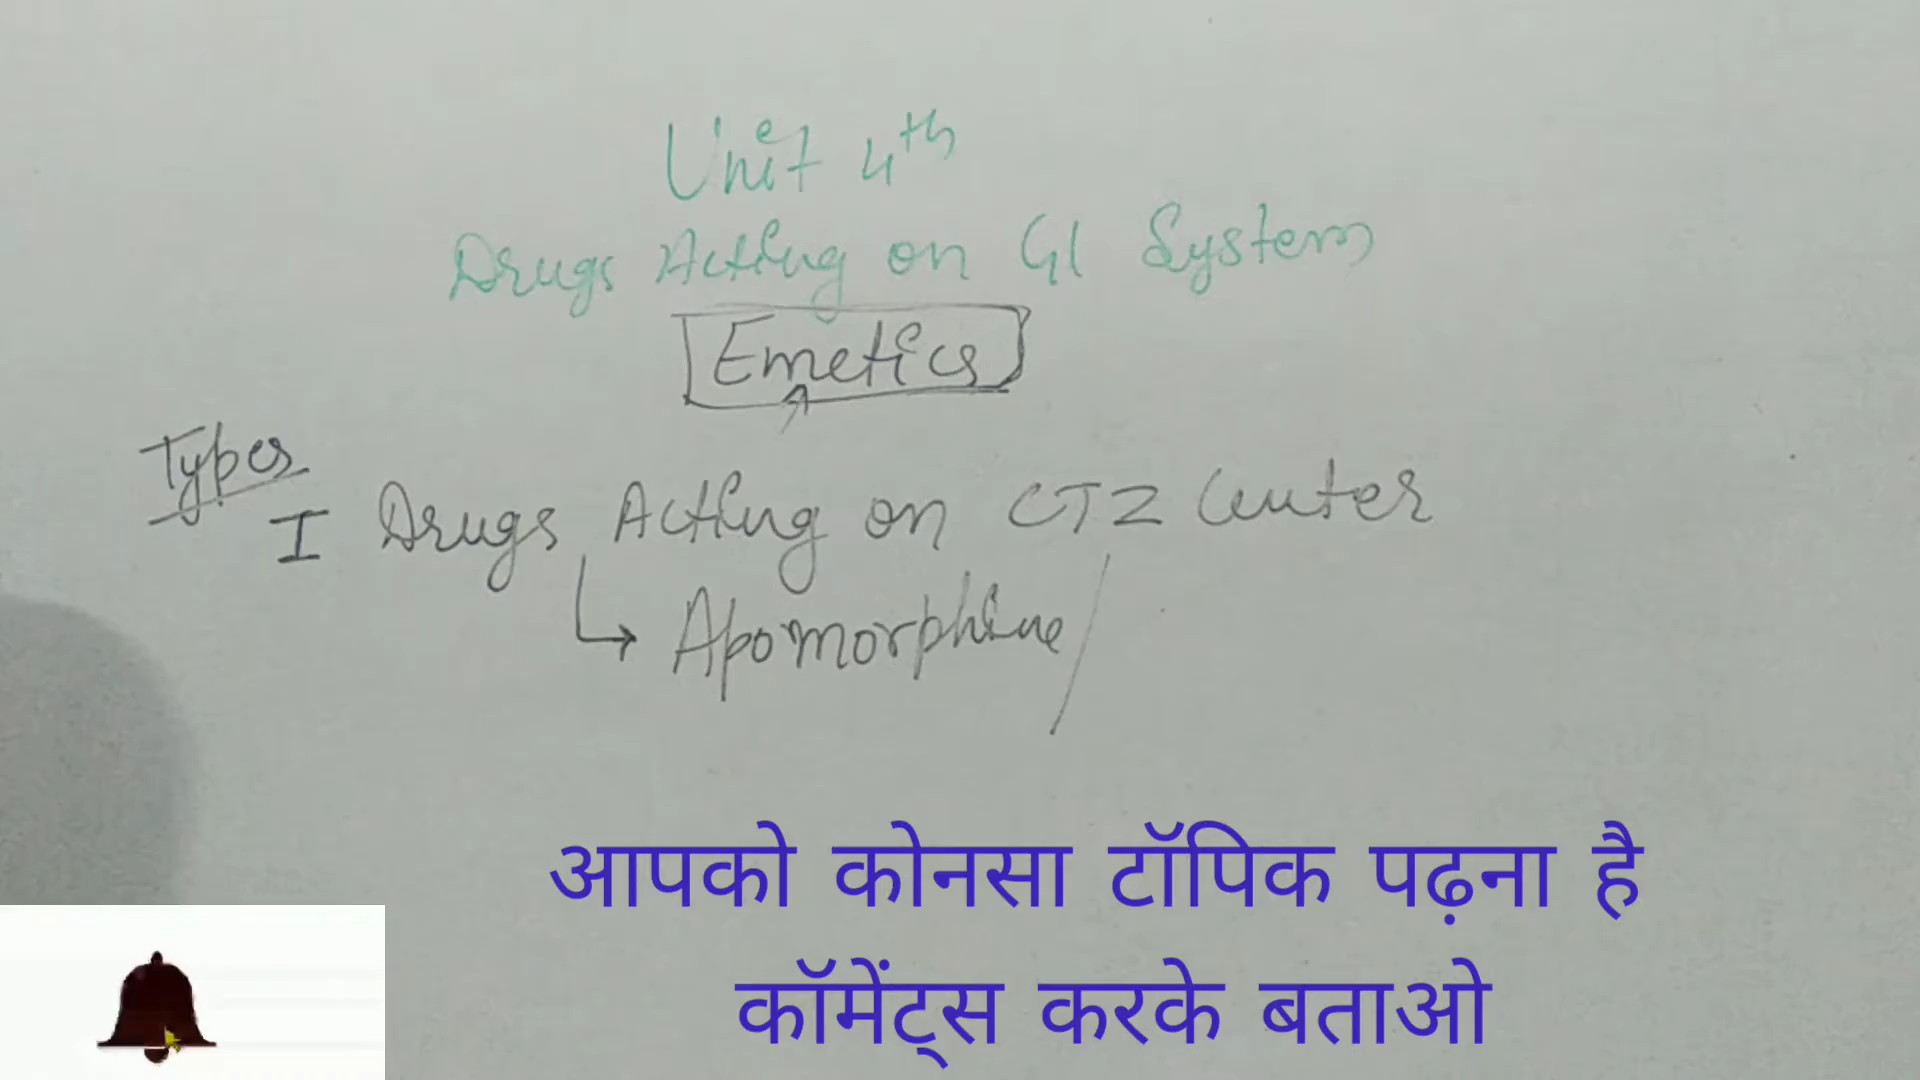 Unit 4th
Drugs Acting on GI System
Emetics
Types
I Drugs Acting on CTZ Center
Apomorphine
आपको कोनसा टॉपिक पढ़ना है
कॉमेंट्स करके बताओ